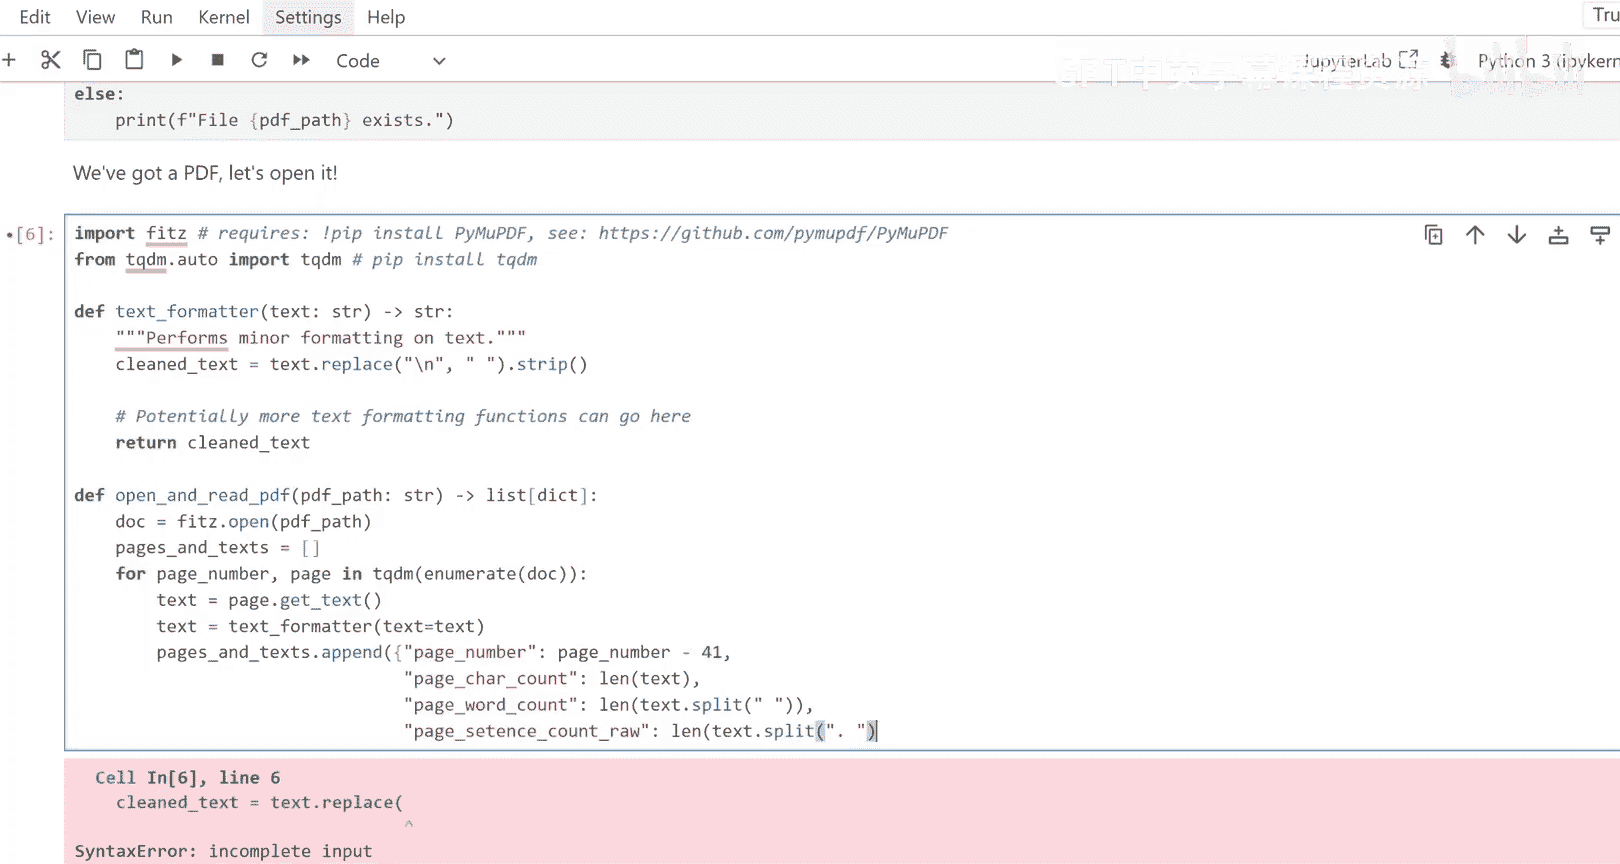 Edit View Run Kernel Settings Help Tru
Code JupyterLab Python 3 (ipykern
else:
print(f"File {pdf_path} exists.")
We've got a PDF, let's open it!
[6]: import fitz # requires: !pip install PyMuPDF, see: https://github.com/pymupdf/PyMuPDF
from tqdm.auto import tqdm # pip install tqdm
def text_formatter(text: str) -> str:
"""Performs minor formatting on text."""
cleaned_text = text.replace("\n", " ").strip()
# Potentially more text formatting functions can go here
return cleaned_text
def open_and_read_pdf(pdf_path: str) -> list[dict]:
doc = fitz.open(pdf_path)
pages_and_texts = []
for page_number, page in tqdm(enumerate(doc)):
text = page.get_text()
text = text_formatter(text=text)
pages_and_texts.append({"page_number": page_number - 41,
"page_char_count": len(text),
"page_word_count": len(text.split(" ")),
"page_setence_count_raw": len(text.split(". ")
Cell In[6], line 6
cleaned_text = text.replace(
^
SyntaxError: incomplete input